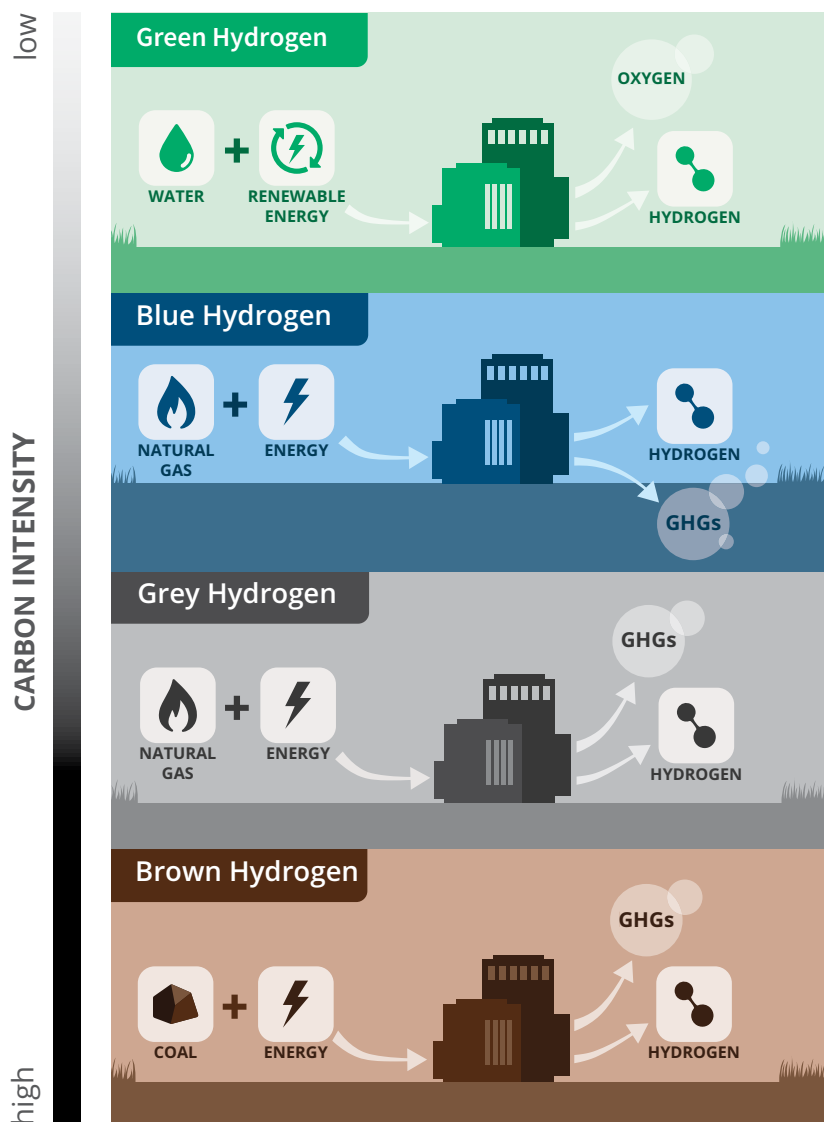 low
Green Hydrogen
OXYGEN
WATER
+
RENEWABLE
ENERGY
HYDROGEN
Blue Hydrogen
NATURAL
GAS
+
ENERGY
HYDROGEN
GHGs
CARBON INTENSITY
Grey Hydrogen
GHGs
NATURAL
GAS
+
ENERGY
HYDROGEN
Brown Hydrogen
GHGs
COAL
+
ENERGY
HYDROGEN
high